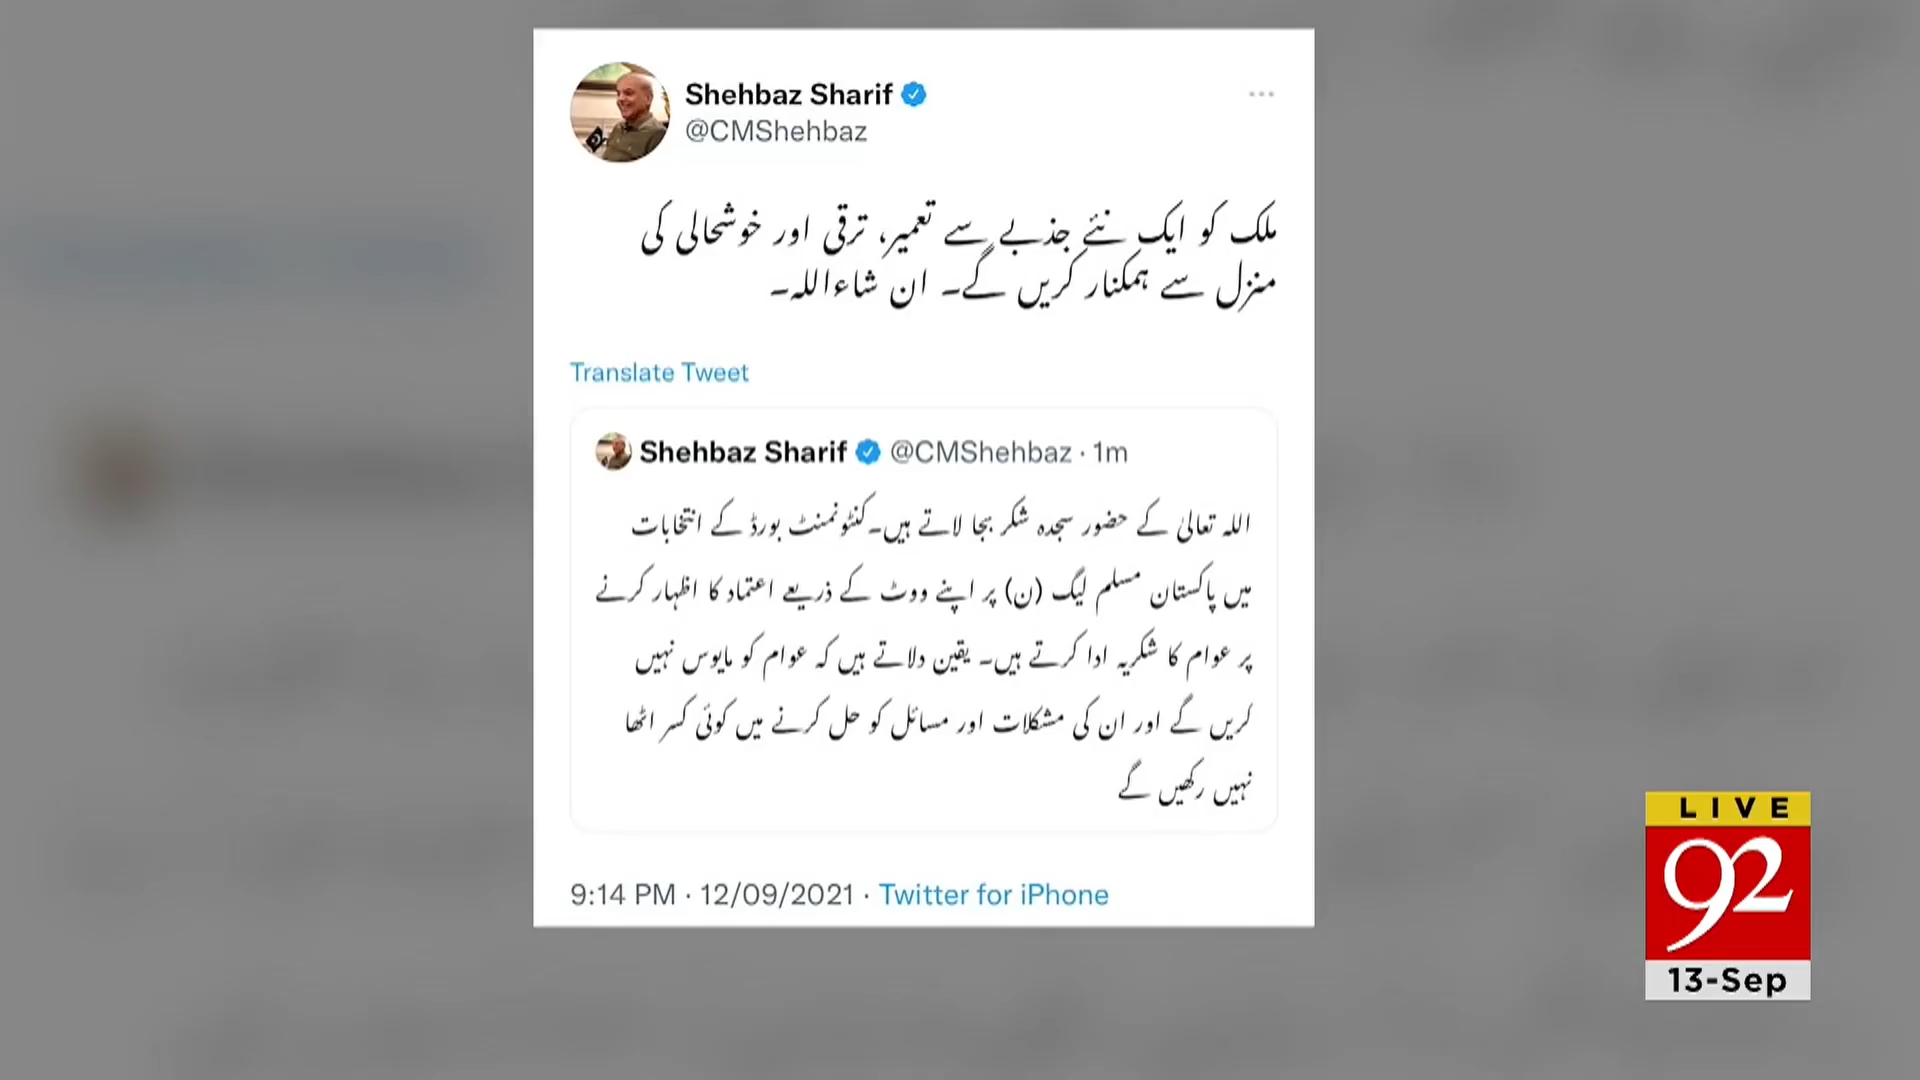 Shehbaz Sharif
@CMShehbaz
ملک کو ایک نئے جذبے سے تعمیر، ترقی اور خوشحالی کی
منزل سے ہمکنار کریں گے۔ ان شاءاللہ۔
Translate Tweet
Shehbaz Sharif @CMShehbaz · 1m
اللہ تعالیٰ کے حضور سجدہ شکر بجا لاتے ہیں۔کنٹونمنٹ بورڈ کے انتخابات
میں پاکستان مسلم لیگ (ن) پر اپنے ووٹ کے ذریعے اعتماد کا اظہار کرنے
پر عوام کا شکریہ ادا کرتے ہیں۔ یقین دلاتے ہیں کہ عوام کو مایوس نہیں
کریں گے اور ان کی مشکلات اور مسائل کو حل کرنے میں کوئی کسر اٹھا
نہیں رکھیں گے
9:14 PM · 12/09/2021 · Twitter for iPhone
LIVE
92
13-Sep